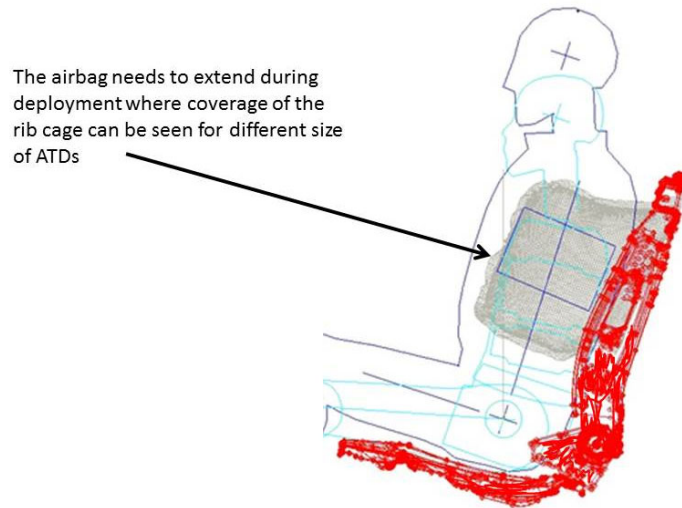 The airbag needs to extend during
deployment where coverage of the
rib cage can be seen for different size
of ATDs